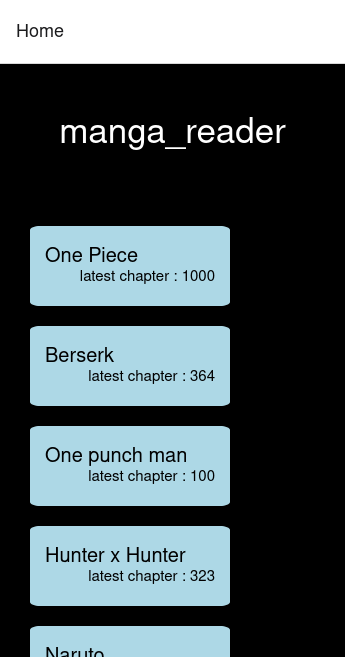 Home
manga_reader
One Piece
latest chapter : 1000
Berserk
latest chapter : 364
One punch man
latest chapter : 100
Hunter x Hunter
latest chapter : 323
Naruto